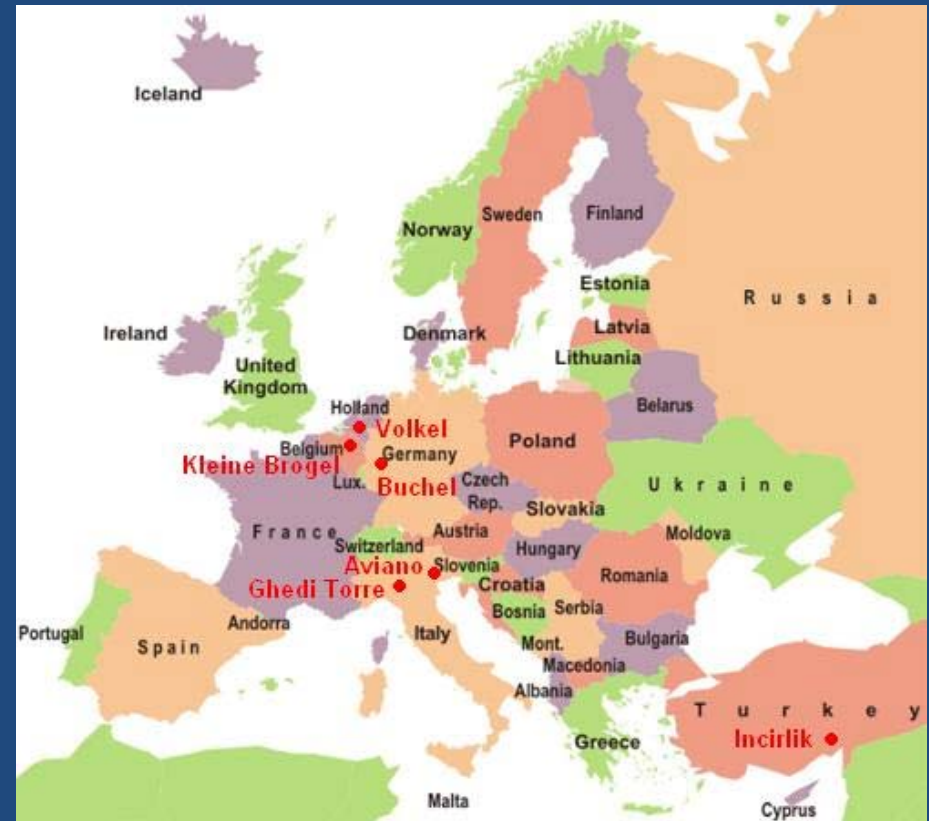 Iceland
Norway
Sweden
Finland
Estonia
Russia
Latvia
Ireland
Denmark
Lithuania
United
Kingdom
Belarus
Holland
Volkel
Belgium
Germany
Poland
Kleine Brogel
Lux.
Buchel
Czech
Rep.
Ukraine
Slovakia
France
Austria
Moldova
Switzerland
Hungary
Aviano
Slovenia
Romania
Ghedi Torre
Croatia
Bosnia
Serbia
Andorra
Portugal
Spain
Italy
Mont.
Bulgaria
Macedonia
Albania
Turkey
Incirlik
Greece
Malta
Cyprus